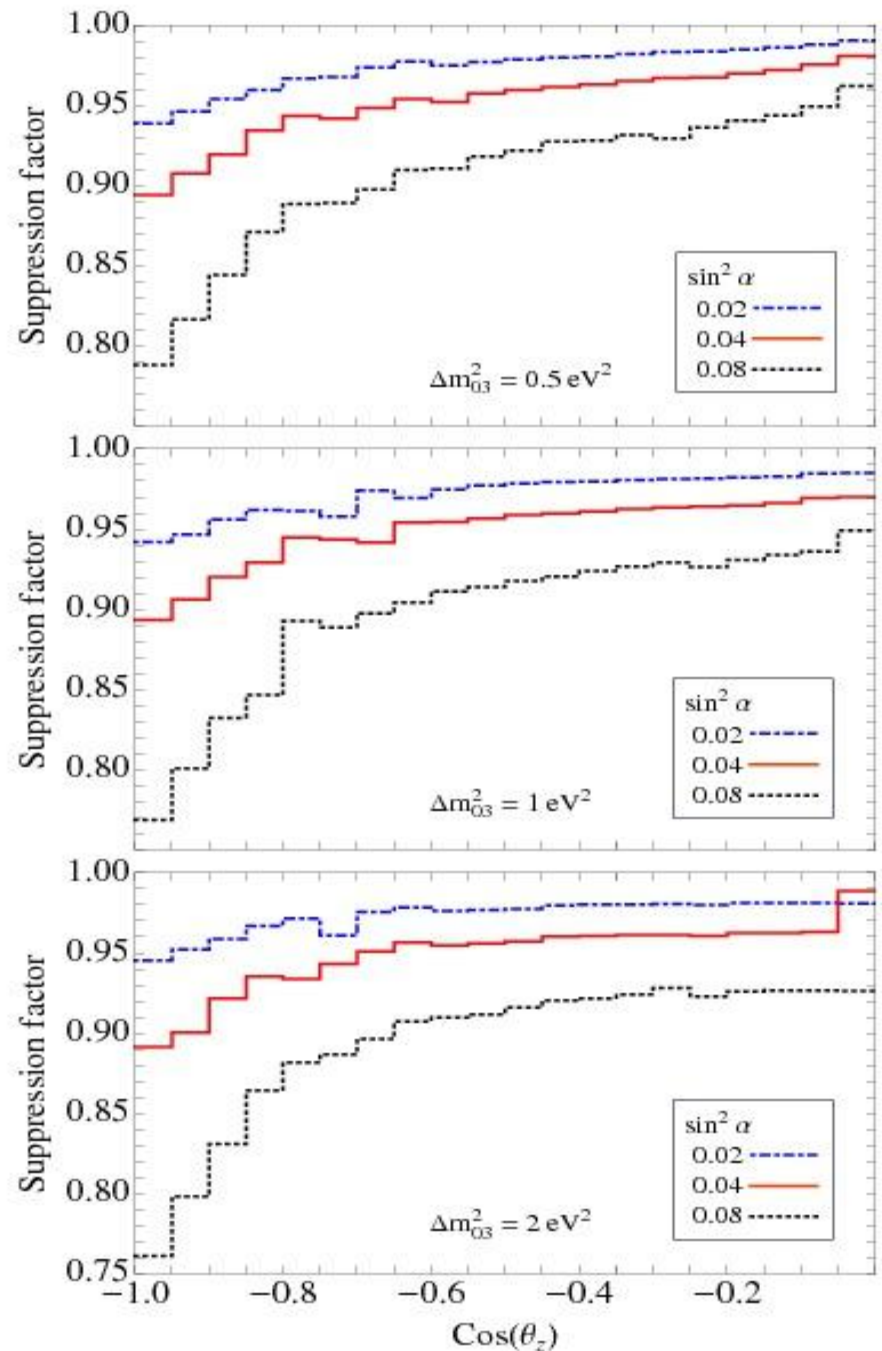 1.00
0.95
0.90
0.85
0.80
Suppression factor
sin² α
0.02
0.04
0.08
Δm²₀₃ = 0.5 eV²
1.00
0.95
0.90
0.85
0.80
Suppression factor
sin² α
0.02
0.04
0.08
Δm²₀₃ = 1 eV²
1.00
0.95
0.90
0.85
0.80
0.75
Suppression factor
sin² α
0.02
0.04
0.08
Δm²₀₃ = 2 eV²
−1.0 −0.8 −0.6 −0.4 −0.2
Cos(θ_z)